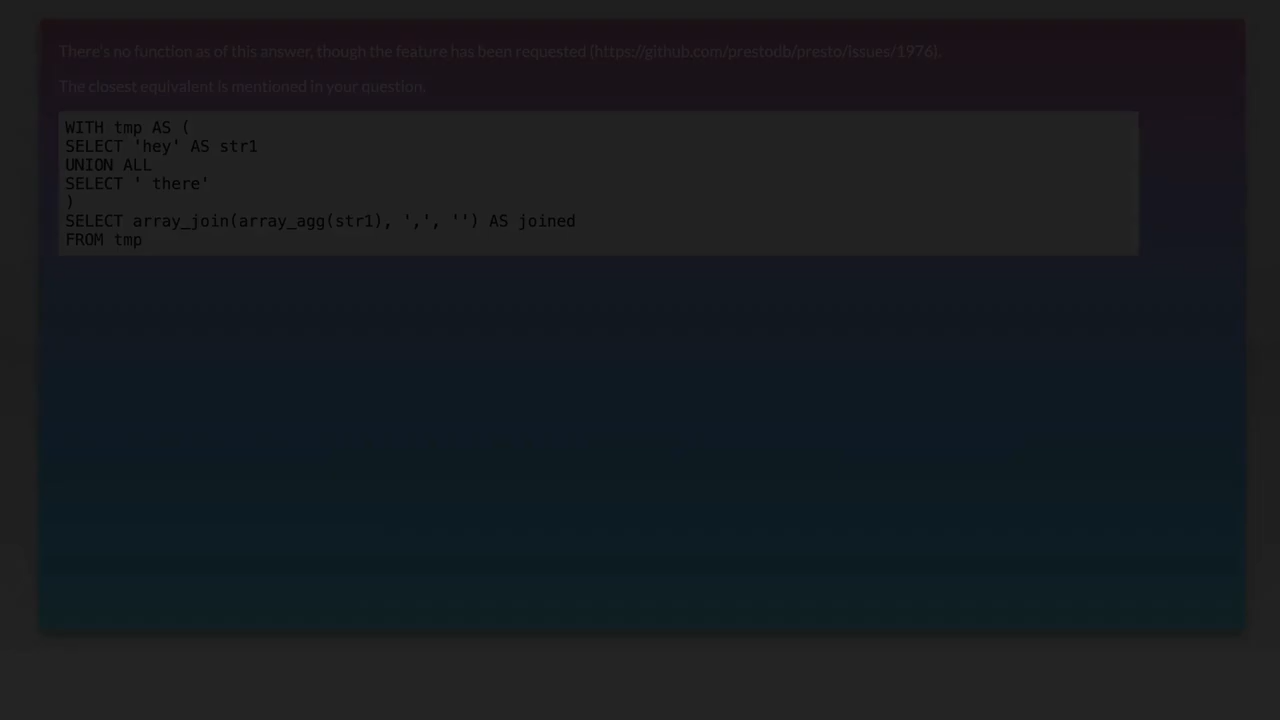 There's no function as of this answer, though the feature has been requested (https://github.com/prestodb/presto/issues/1976).
The closest equivalent is mentioned in your question.
WITH tmp AS (
SELECT 'hey' AS str1
UNION ALL
SELECT ' there'
)
SELECT array_join(array_agg(str1), ',', '') AS joined
FROM tmp